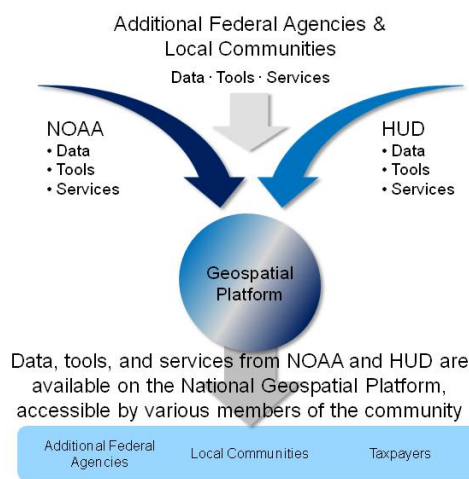 Additional Federal Agencies &
Local Communities
Data · Tools · Services
NOAA
• Data
• Tools
• Services
HUD
• Data
• Tools
• Services
Geospatial
Platform
Data, tools, and services from NOAA and HUD are
available on the National Geospatial Platform,
accessible by various members of the community
Additional Federal
Agencies
Local Communities
Taxpayers